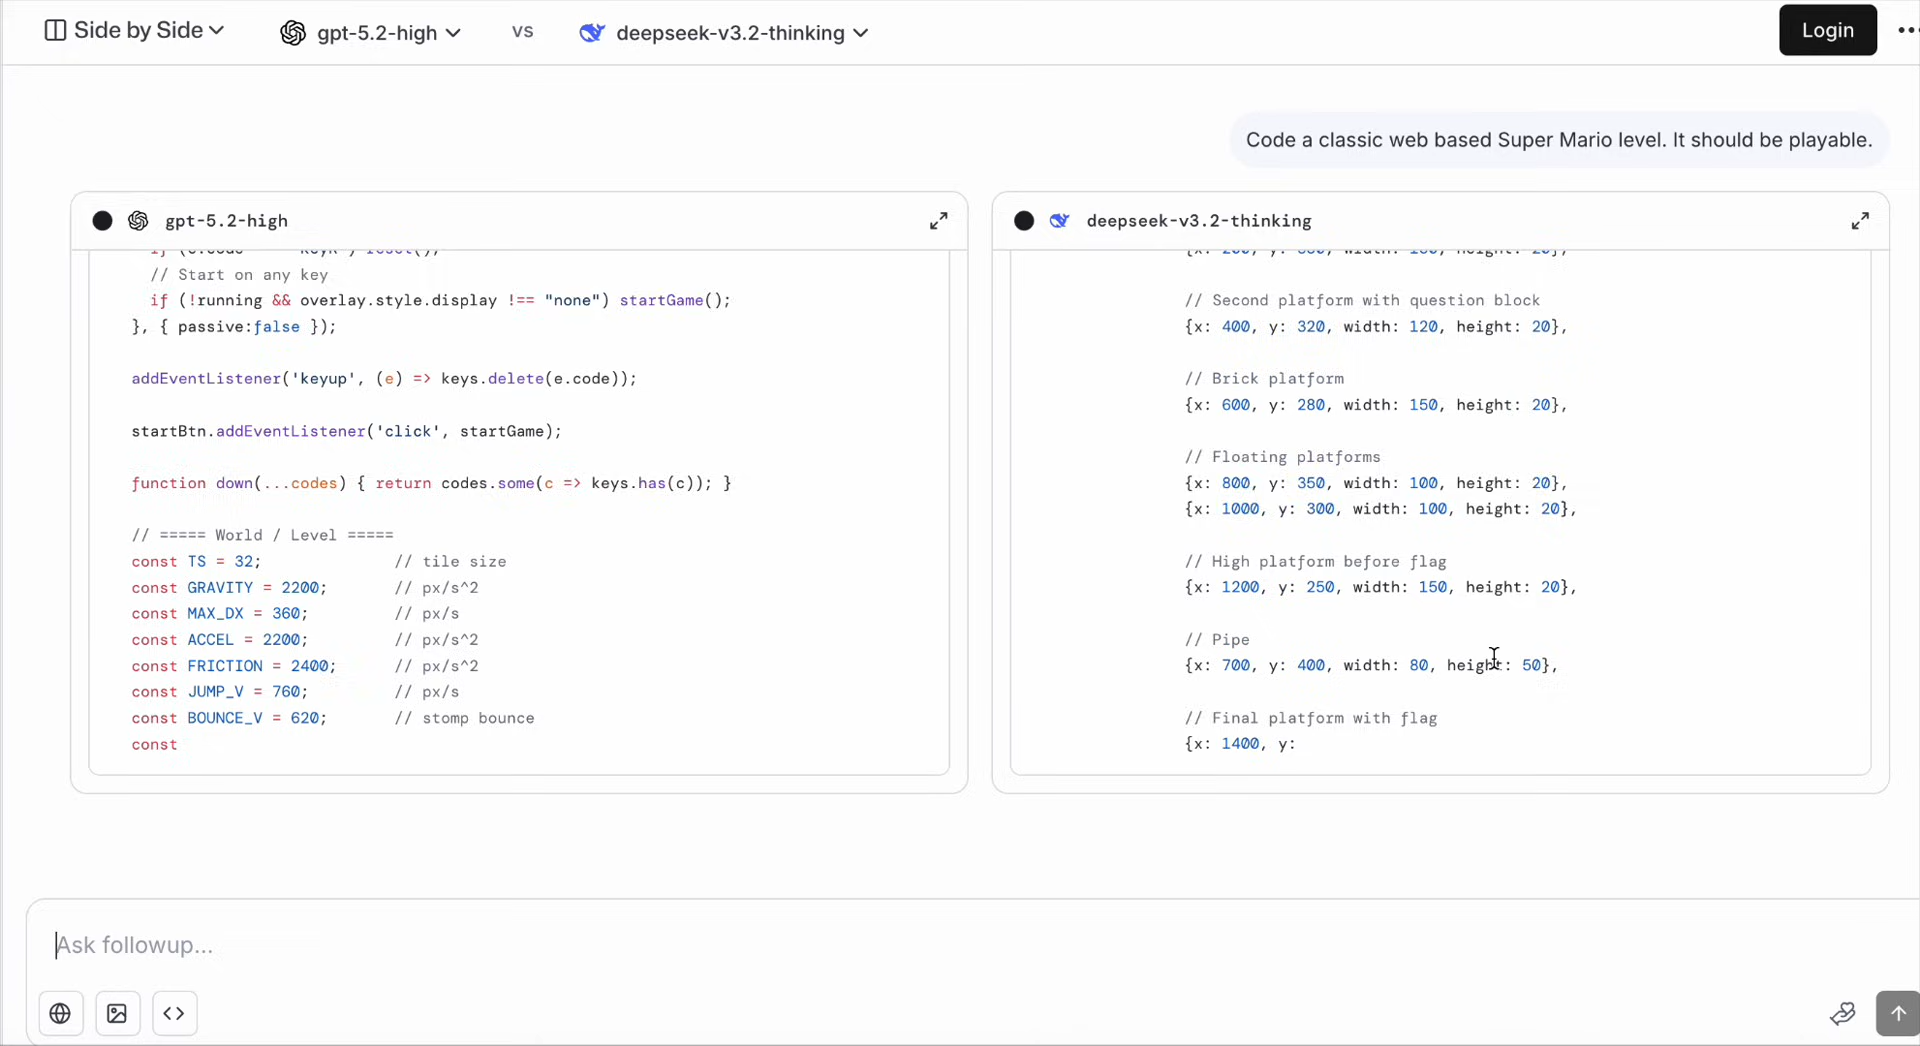 Side by Side
gpt-5.2-high
VS
deepseek-v3.2-thinking
Login
Code a classic web based Super Mario level. It should be playable.
gpt-5.2-high
// Start on any key
if (!running && overlay.style.display !== "none") startGame();
}, { passive:false });
addEventListener('keyup', (e) => keys.delete(e.code));
startBtn.addEventListener('click', startGame);
function down(...codes) { return codes.some(c => keys.has(c)); }
// ===== World / Level =====
const TS = 32; // tile size
const GRAVITY = 2200; // px/s^2
const MAX_DX = 360; // px/s
const ACCEL = 2200; // px/s^2
const FRICTION = 2400; // px/s^2
const JUMP_V = 760; // px/s
const BOUNCE_V = 620; // stomp bounce
const
deepseek-v3.2-thinking
// Second platform with question block
{x: 400, y: 320, width: 120, height: 20},
// Brick platform
{x: 600, y: 280, width: 150, height: 20},
// Floating platforms
{x: 800, y: 350, width: 100, height: 20},
{x: 1000, y: 300, width: 100, height: 20},
// High platform before flag
{x: 1200, y: 250, width: 150, height: 20},
// Pipe
{x: 700, y: 400, width: 80, height: 50},
// Final platform with flag
{x: 1400, y:
Ask followup...